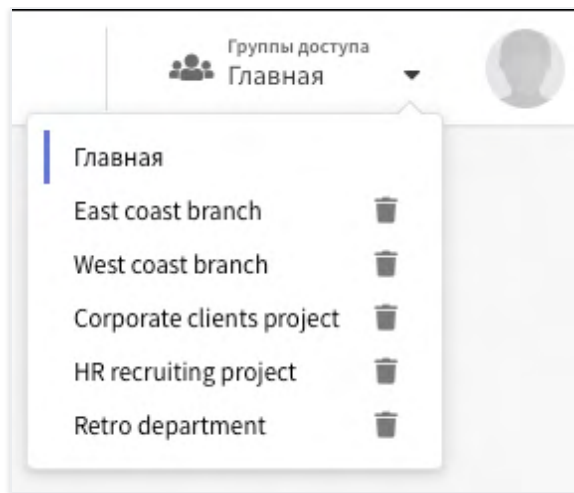 Группы доступа
Главная
Главная
East coast branch
West coast branch
Corporate clients project
HR recruiting project
Retro department